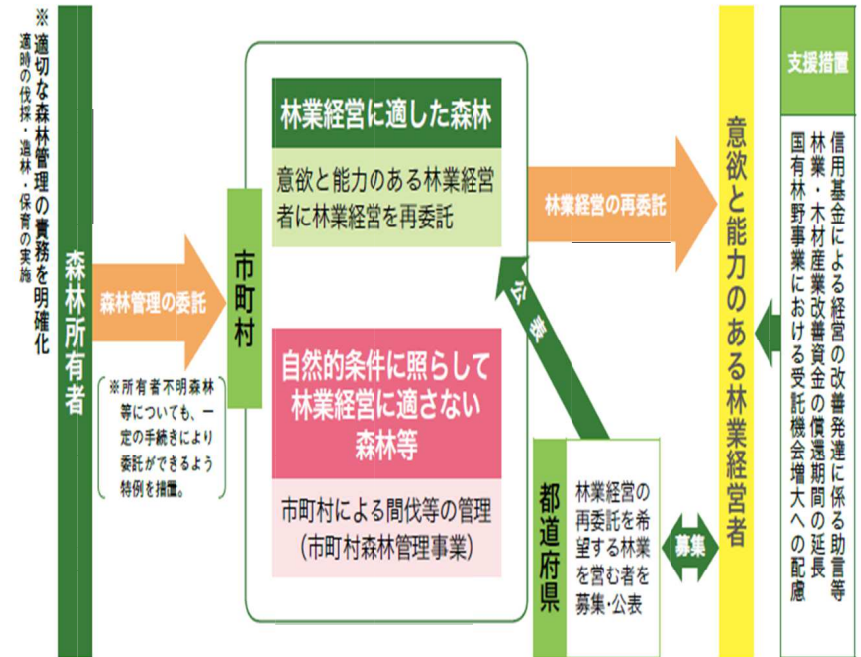 ※適切な森林管理の責務を明確化
適時の伐採・造林・保育の実施
森林所有者
森林管理の委託
※所有者不明森林
等についても、一
定の手続きにより
委託ができるよう
特例を措置。
市町村
林業経営に適した森林
意欲と能力のある林業経営
者に林業経営を再委託
自然的条件に照らして
林業経営に適さない
森林等
市町村による間伐等の管理
(市町村森林管理事業)
林業経営の再委託
公表
都道府県
林業経営の
再委託を希
望する林業
を営む者を
募集・公表
募集
意欲と能力のある林業経営者
支援措置
信用基金による経営の改善発達に係る助言等
林業・木材産業改善資金の償還期間の延長
国有林野事業における受託機会増大への配慮